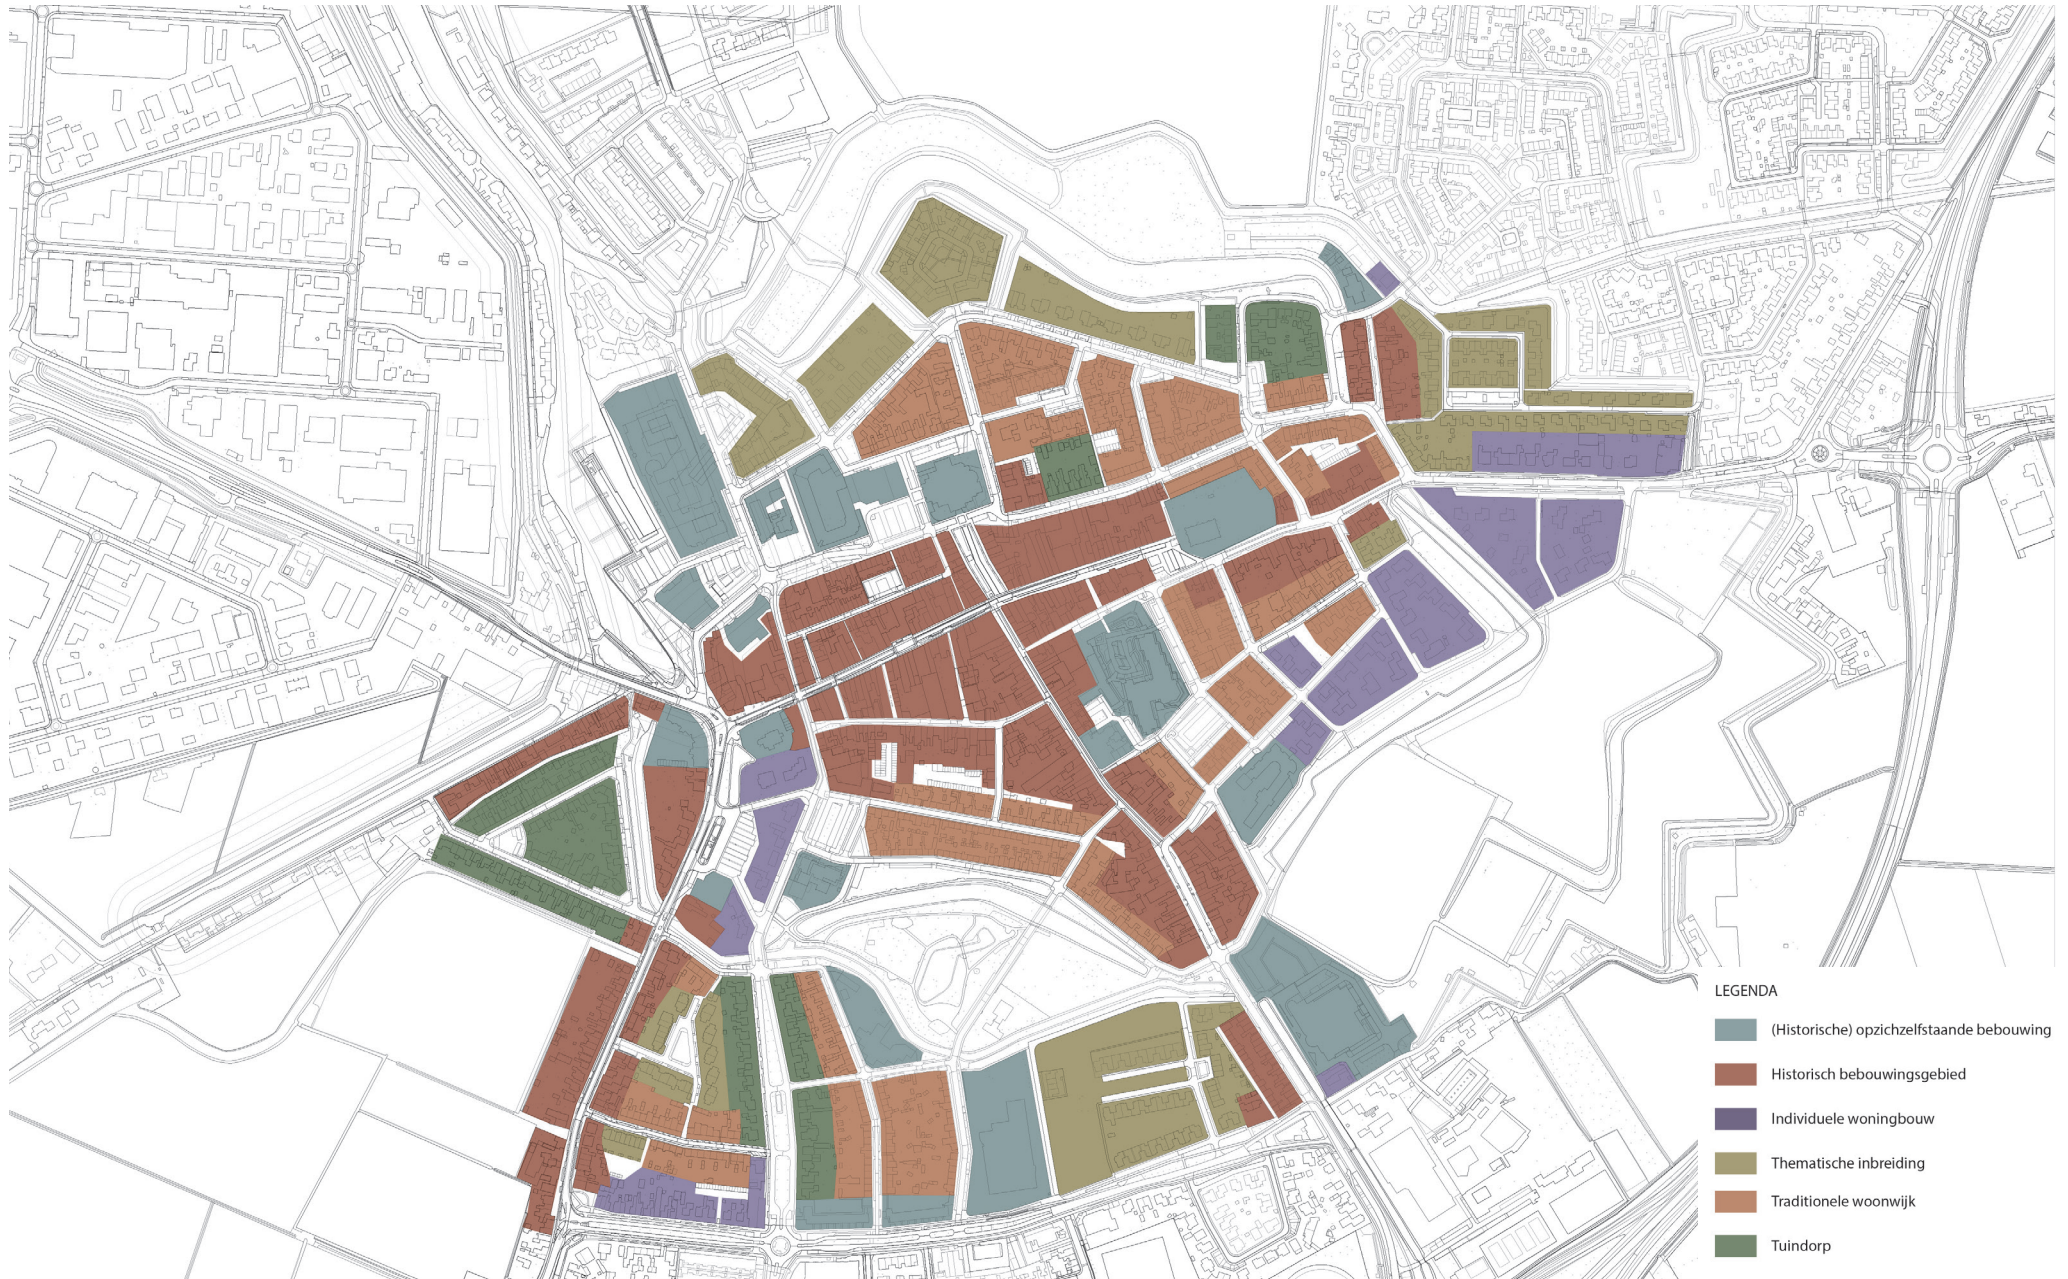 LEGENDA
(Historische) opzichzelfstaande bebouwing
Historisch bebouwingsgebied
Individuele woningbouw
Thematische inbreiding
Traditionele woonwijk
Tuindorp